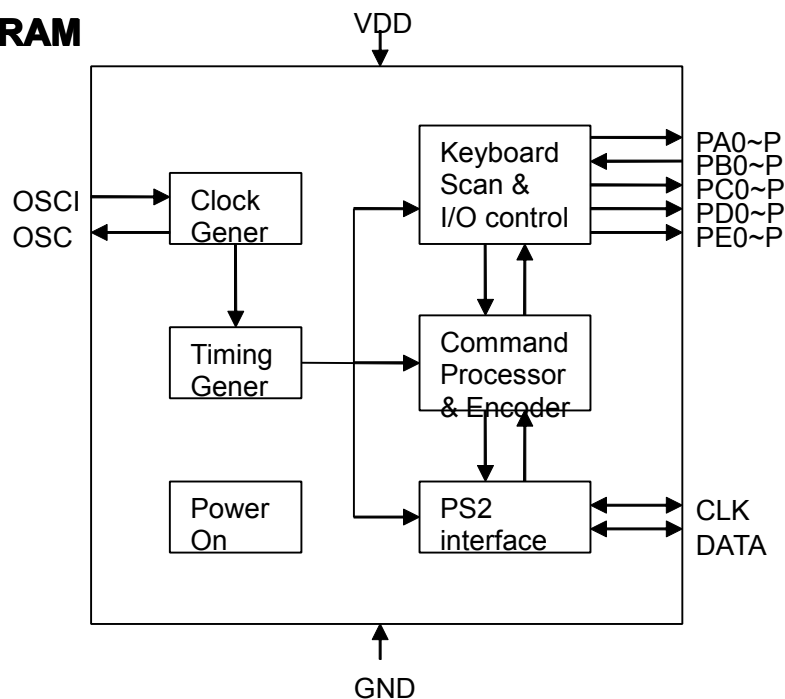 RAM
VDD
OSCI
OSC
Clock
Gener
Timing
Gener
Power
On
Keyboard
Scan &
I/O control
Command
Processor
& Encoder
PS2
interface
PA0~P
PB0~P
PC0~P
PD0~P
PE0~P
CLK
DATA
GND